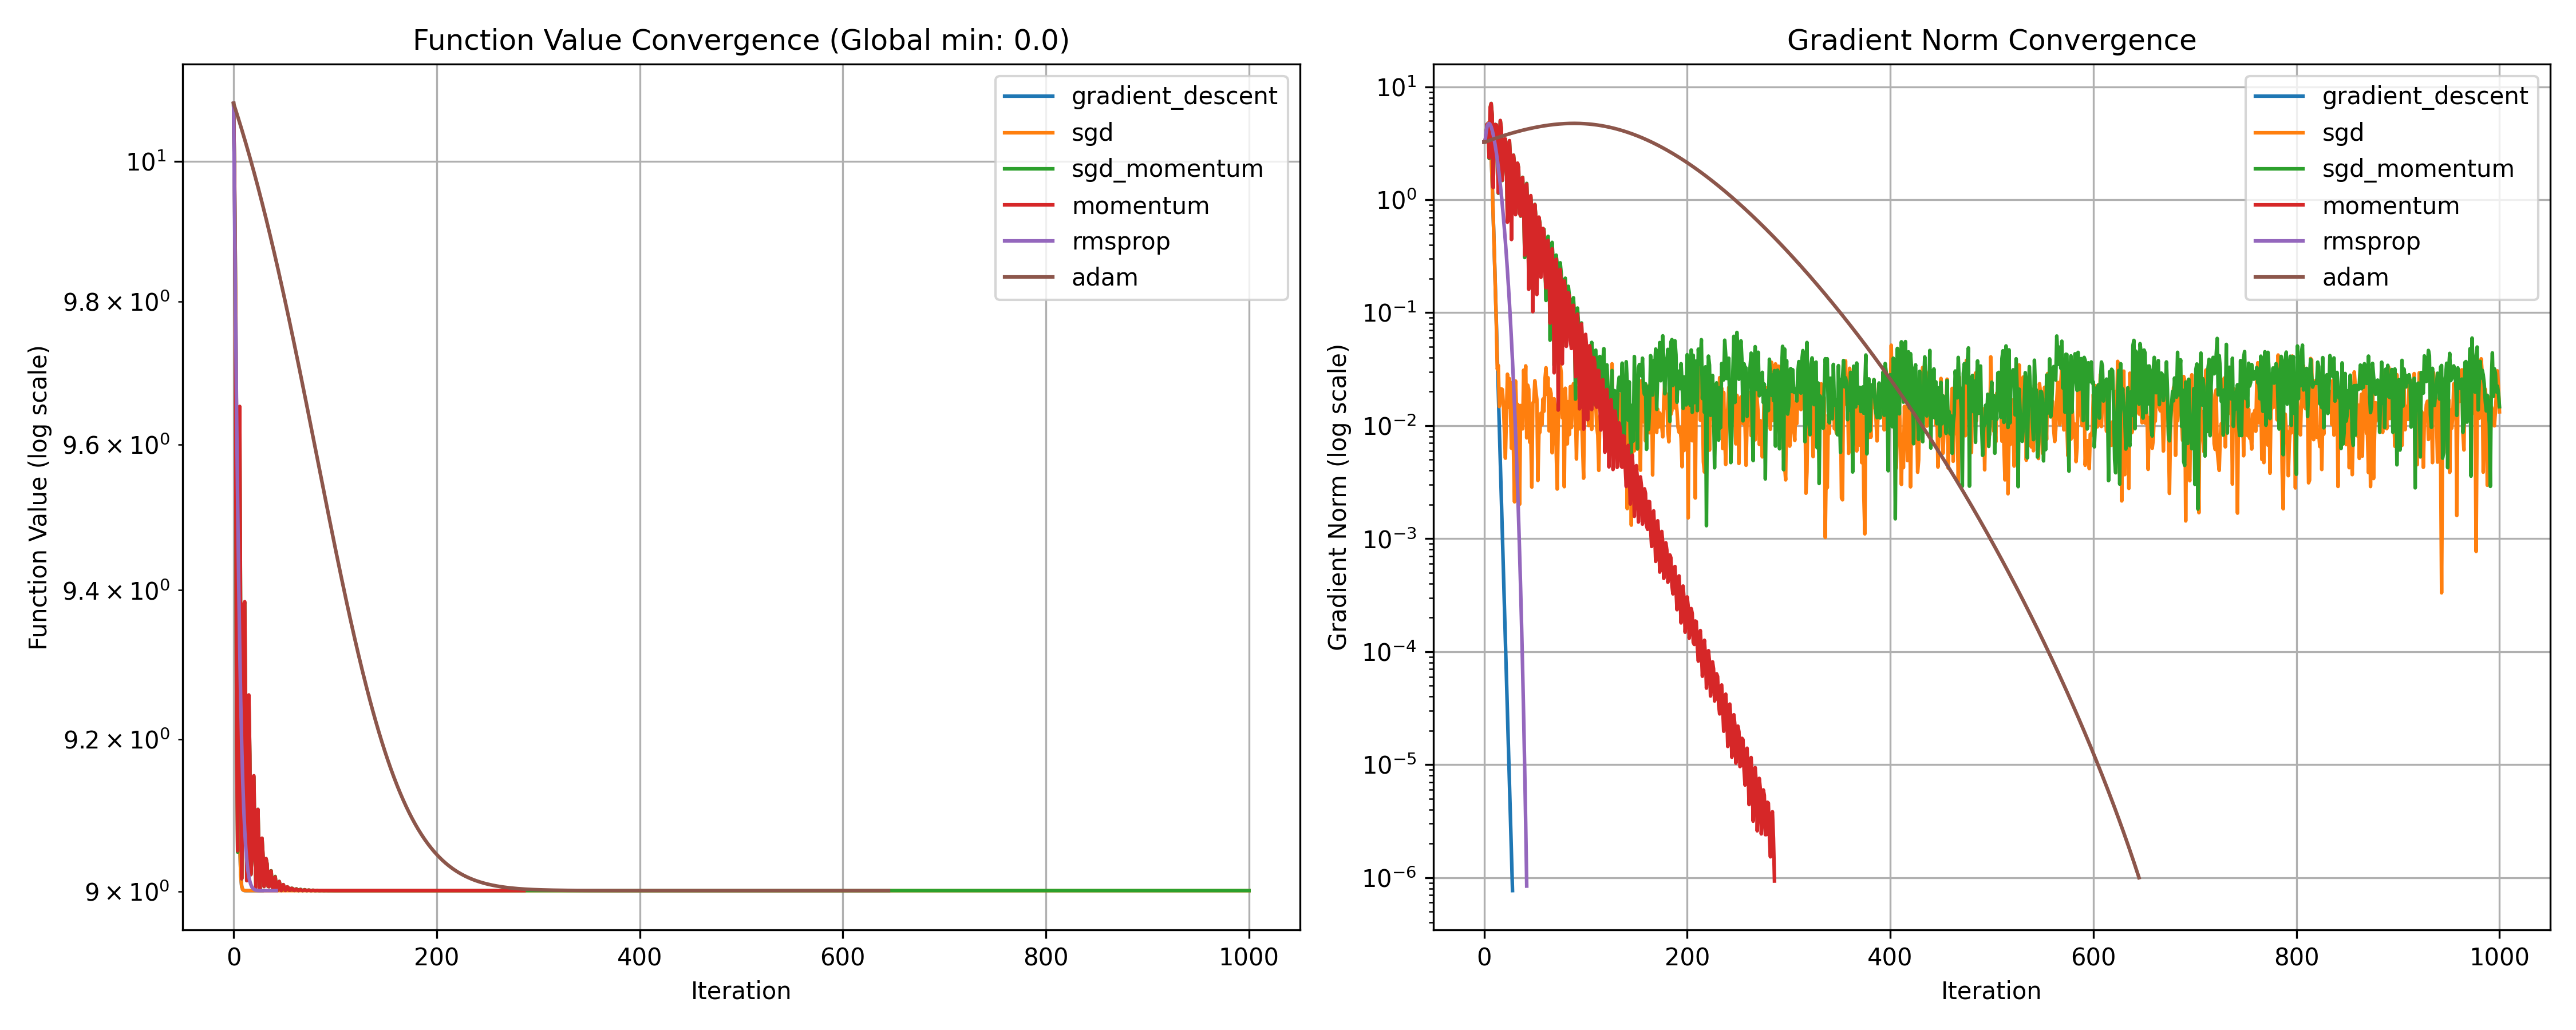 Function Value Convergence (Global min: 0.0)
Function Value (log scale)
10¹
9.8 × 10⁰
9.6 × 10⁰
9.4 × 10⁰
9.2 × 10⁰
9 × 10⁰
0 200 400 600 800 1000
Iteration
gradient_descent
sgd
sgd_momentum
momentum
rmsprop
adam
Gradient Norm Convergence
Gradient Norm (log scale)
10¹
10⁰
10⁻¹
10⁻²
10⁻³
10⁻⁴
10⁻⁵
10⁻⁶
0 200 400 600 800 1000
Iteration
gradient_descent
sgd
sgd_momentum
momentum
rmsprop
adam